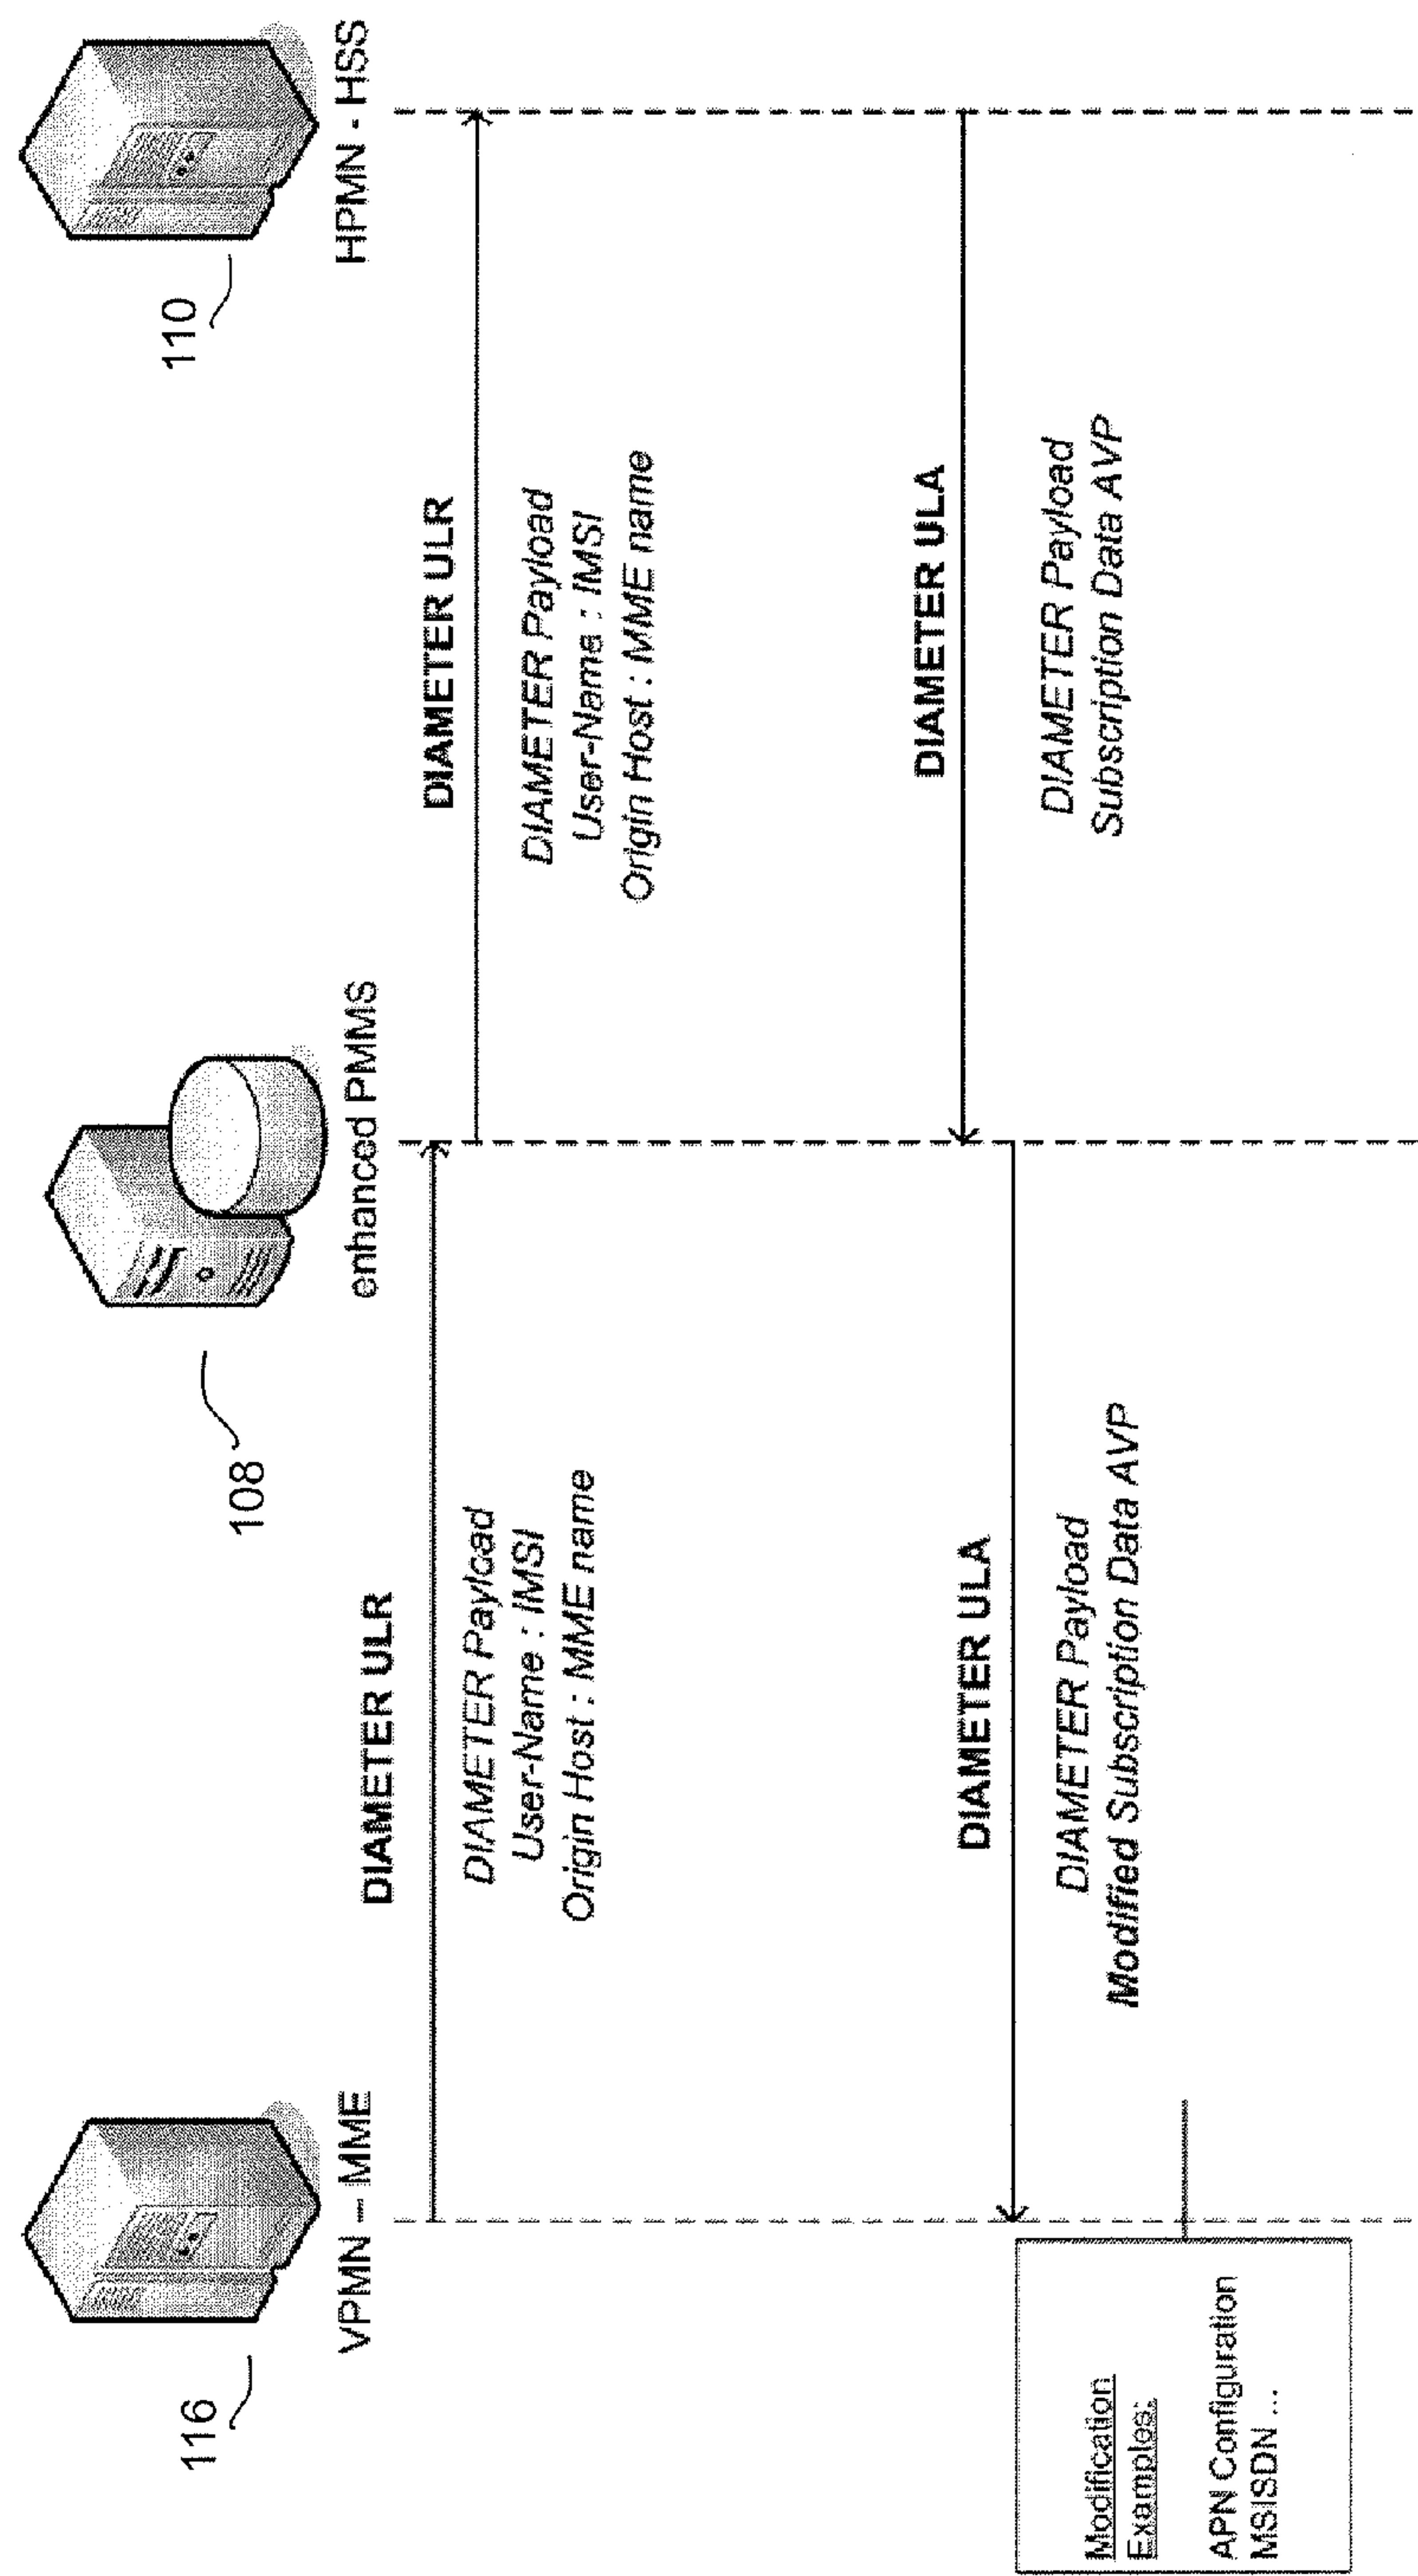 116
VPMN – MME
108
enhanced PMMS
110
HPMN - HSS
DIAMETER ULR
DIAMETER Payload
User-Name : IMSI
Origin Host : MME name
DIAMETER ULR
DIAMETER Payload
User-Name : IMSI
Origin Host : MME name
DIAMETER ULA
DIAMETER Payload
Subscription Data AVP
DIAMETER ULA
DIAMETER Payload
Modified Subscription Data AVP
Modification
Examples:
APN Configuration
MSISDN ...